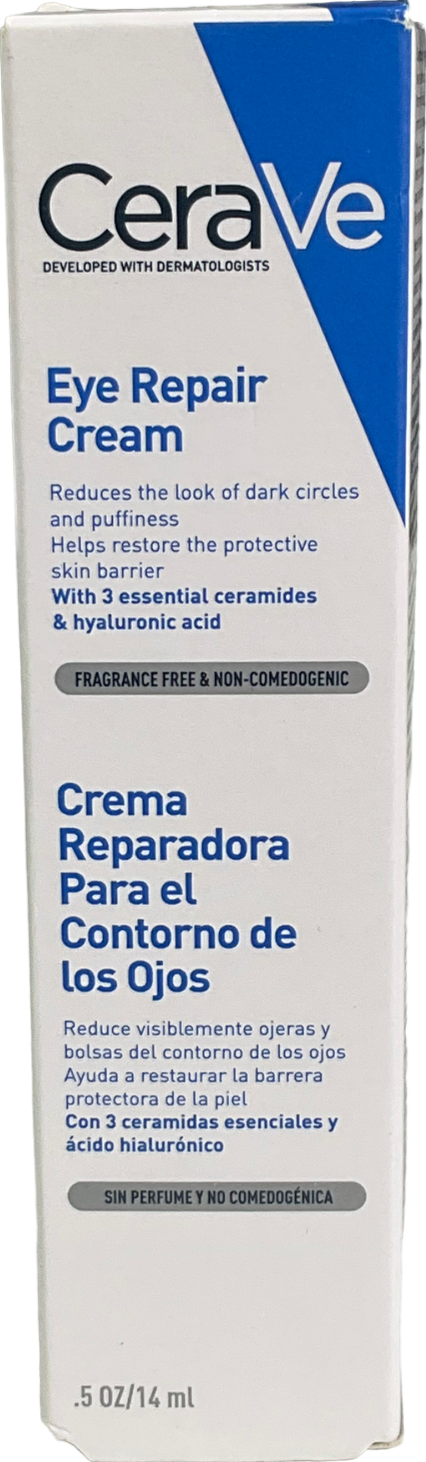 CeraVe
DEVELOPED WITH DERMATOLOGISTS
Eye Repair
Cream
Reduces the look of dark circles
and puffiness
Helps restore the protective
skin barrier
With 3 essential ceramides
& hyaluronic acid
FRAGRANCE FREE & NON-COMEDOGENIC
Crema
Reparadora
Para el
Contorno de
los Ojos
Reduce visiblemente ojeras y
bolsas del contorno de los ojos
Ayuda a restaurar la barrera
protectora de la piel
Con 3 ceramidas esenciales y
ácido hialurónico
SIN PERFUME Y NO COMEDOGÉNICA
.5 OZ/14 ml